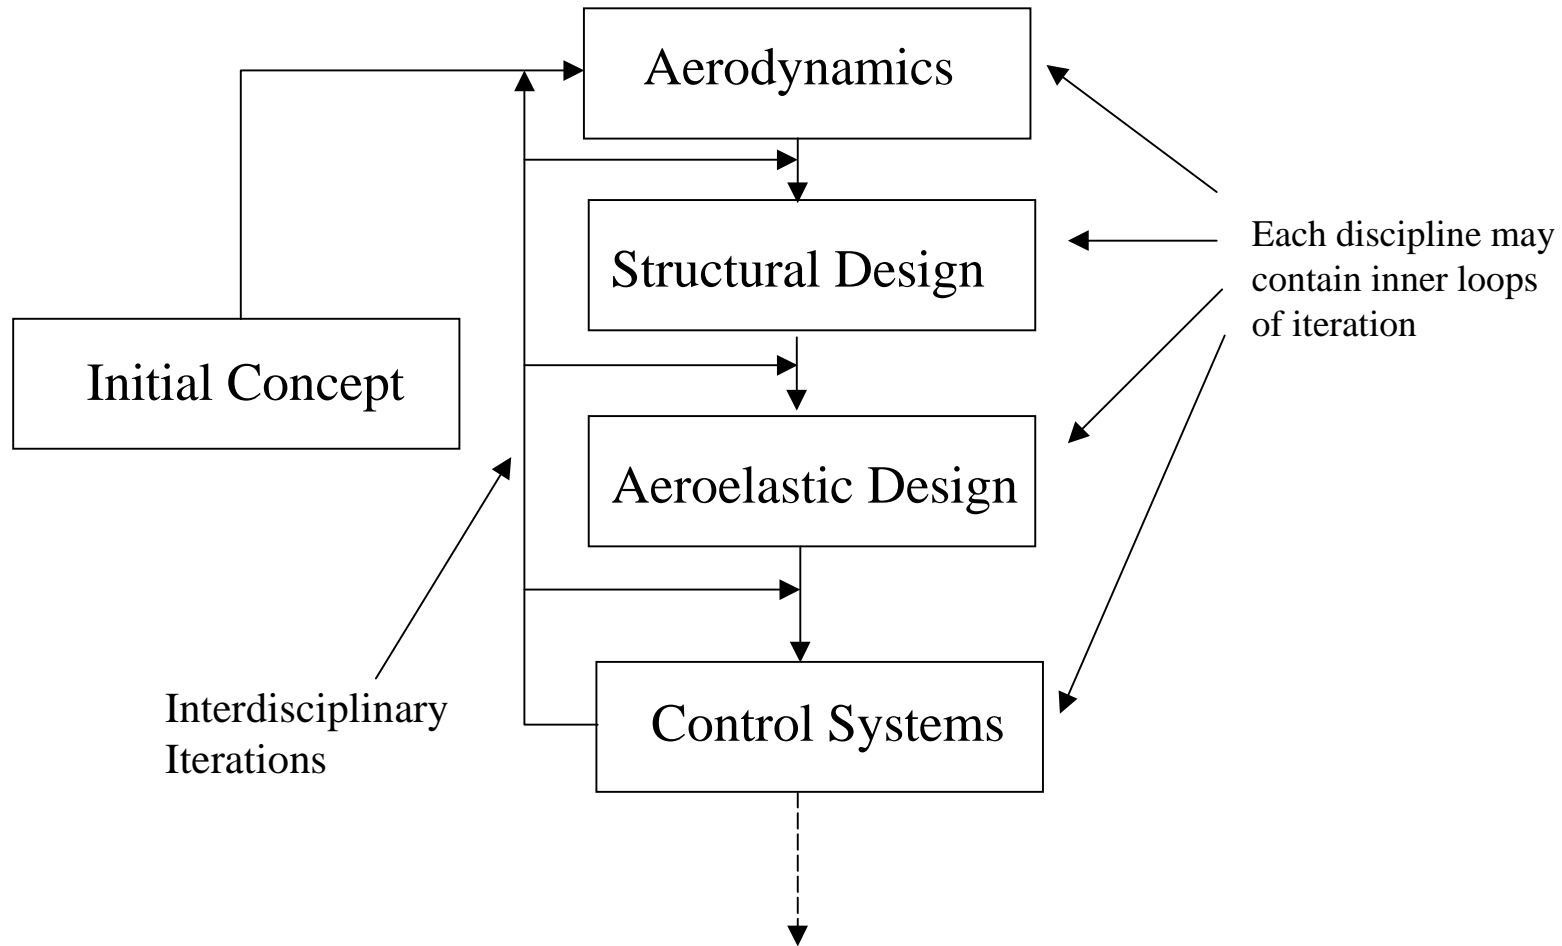 Aerodynamics
Structural Design
Each discipline may
contain inner loops
of iteration
Initial Concept
Aeroelastic Design
Interdisciplinary
Iterations
Control Systems